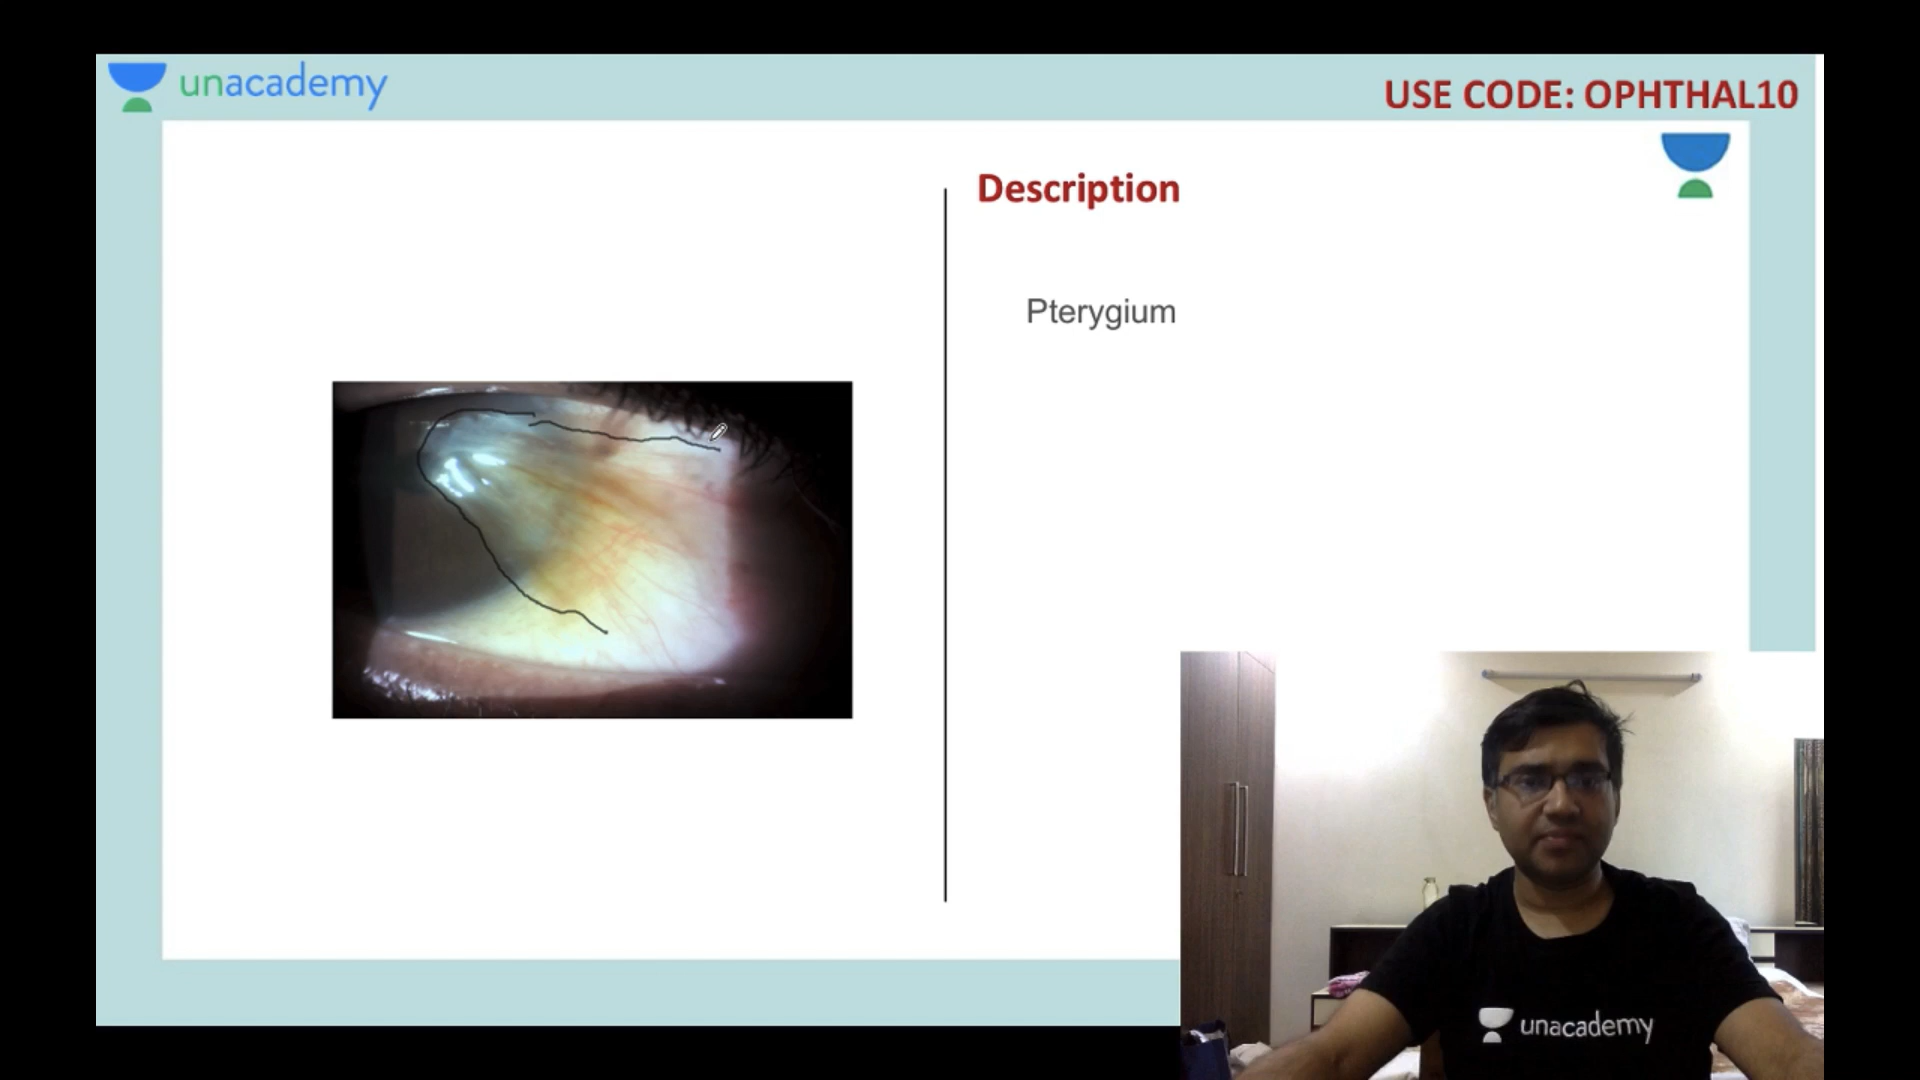 unacademy
USE CODE: OPHTHAL10
Description
Pterygium
unacademy